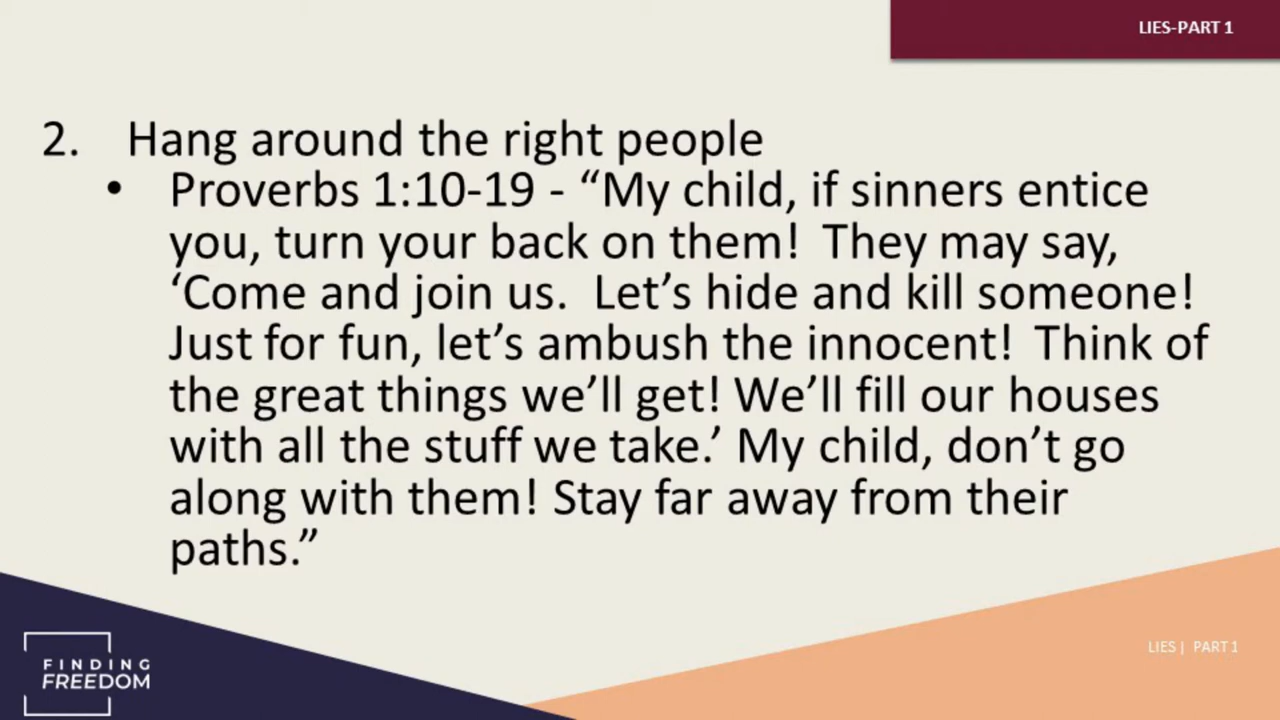 LIES-PART 1
2. Hang around the right people
• Proverbs 1:10-19 - “My child, if sinners entice
you, turn your back on them!  They may say,
‘Come and join us.  Let’s hide and kill someone!
Just for fun, let’s ambush the innocent!  Think of
the great things we’ll get! We’ll fill our houses
with all the stuff we take.’ My child, don’t go
along with them! Stay far away from their
paths.”
LIES | PART 1
FINDING
FREEDOM